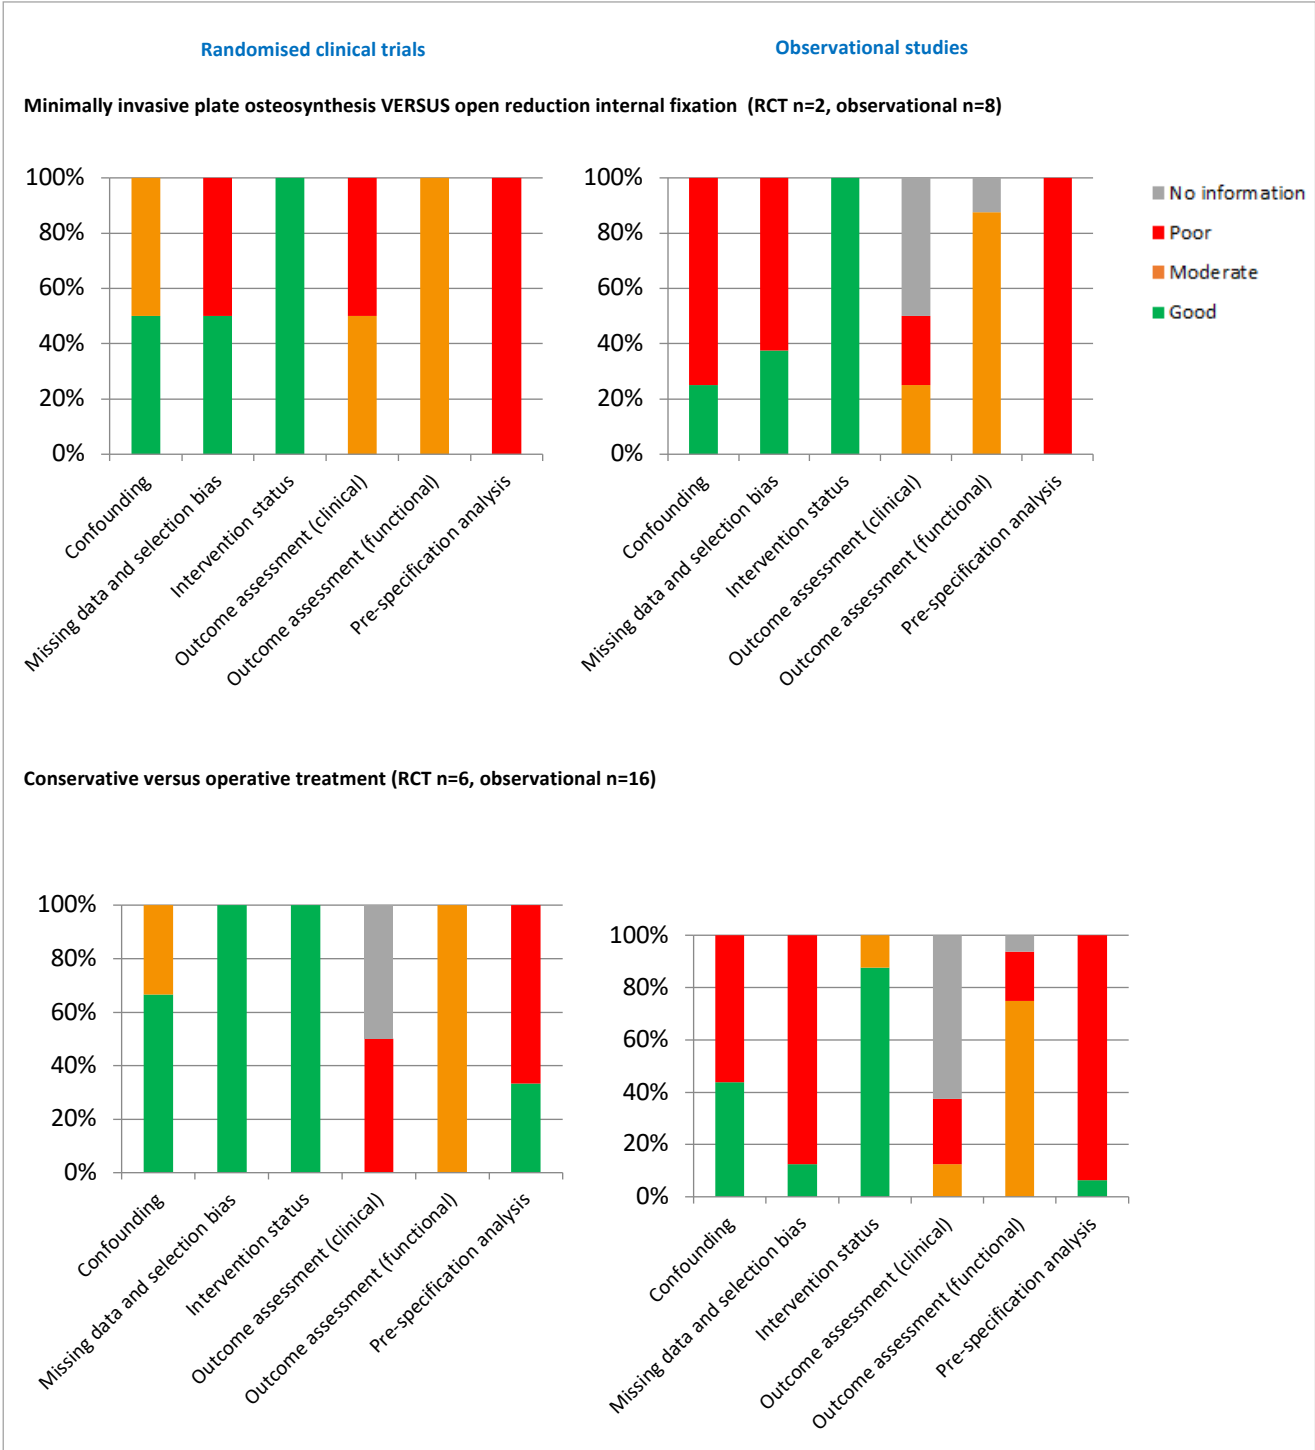 Randomised clinical trials
Observational studies
Minimally invasive plate osteosynthesis VERSUS open reduction internal fixation (RCT n=2, observational n=8)
100%
80%
60%
40%
20%
0%
Confounding
Missing data and selection bias
Intervention status
Outcome assessment (clinical)
Outcome assessment (functional)
Pre-specification analysis
100%
80%
60%
40%
20%
0%
Confounding
Missing data and selection bias
Intervention status
Outcome assessment (clinical)
Outcome assessment (functional)
Pre-specification analysis
No information
Poor
Moderate
Good
Conservative versus operative treatment (RCT n=6, observational n=16)
100%
80%
60%
40%
20%
0%
Confounding
Missing data and selection bias
Intervention status
Outcome assessment (clinical)
Outcome assessment (functional)
Pre-specification analysis
100%
80%
60%
40%
20%
0%
Confounding
Missing data and selection bias
Intervention status
Outcome assessment (clinical)
Outcome assessment (functional)
Pre-specification analysis